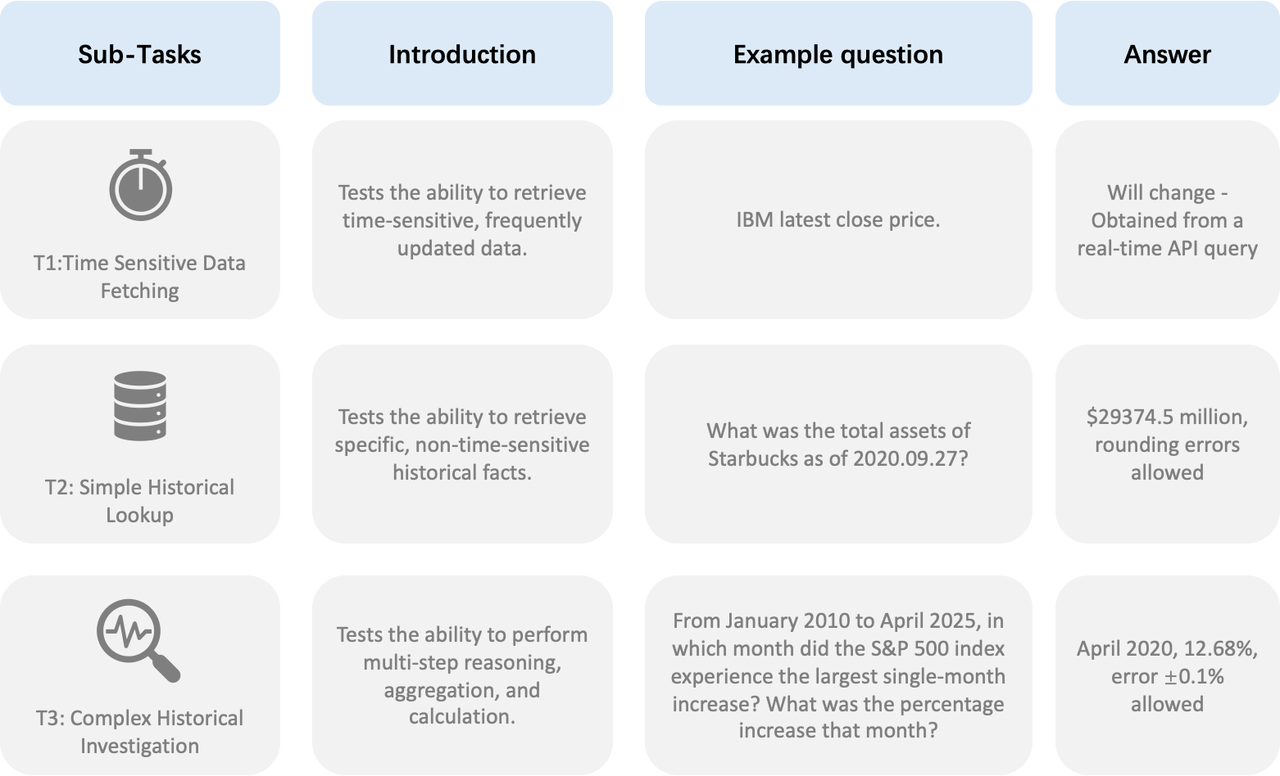 Sub-Tasks
Introduction
Example question
Answer
T1:Time Sensitive Data
Fetching
Tests the ability to retrieve
time-sensitive, frequently
updated data.
IBM latest close price.
Will change -
Obtained from a
real-time API query
T2: Simple Historical
Lookup
Tests the ability to retrieve
specific, non-time-sensitive
historical facts.
What was the total assets of
Starbucks as of 2020.09.27?
$29374.5 million,
rounding errors
allowed
T3: Complex Historical
Investigation
Tests the ability to perform
multi-step reasoning,
aggregation, and
calculation.
From January 2010 to April 2025, in
which month did the S&P 500 index
experience the largest single-month
increase? What was the percentage
increase that month?
April 2020, 12.68%,
error ±0.1%
allowed